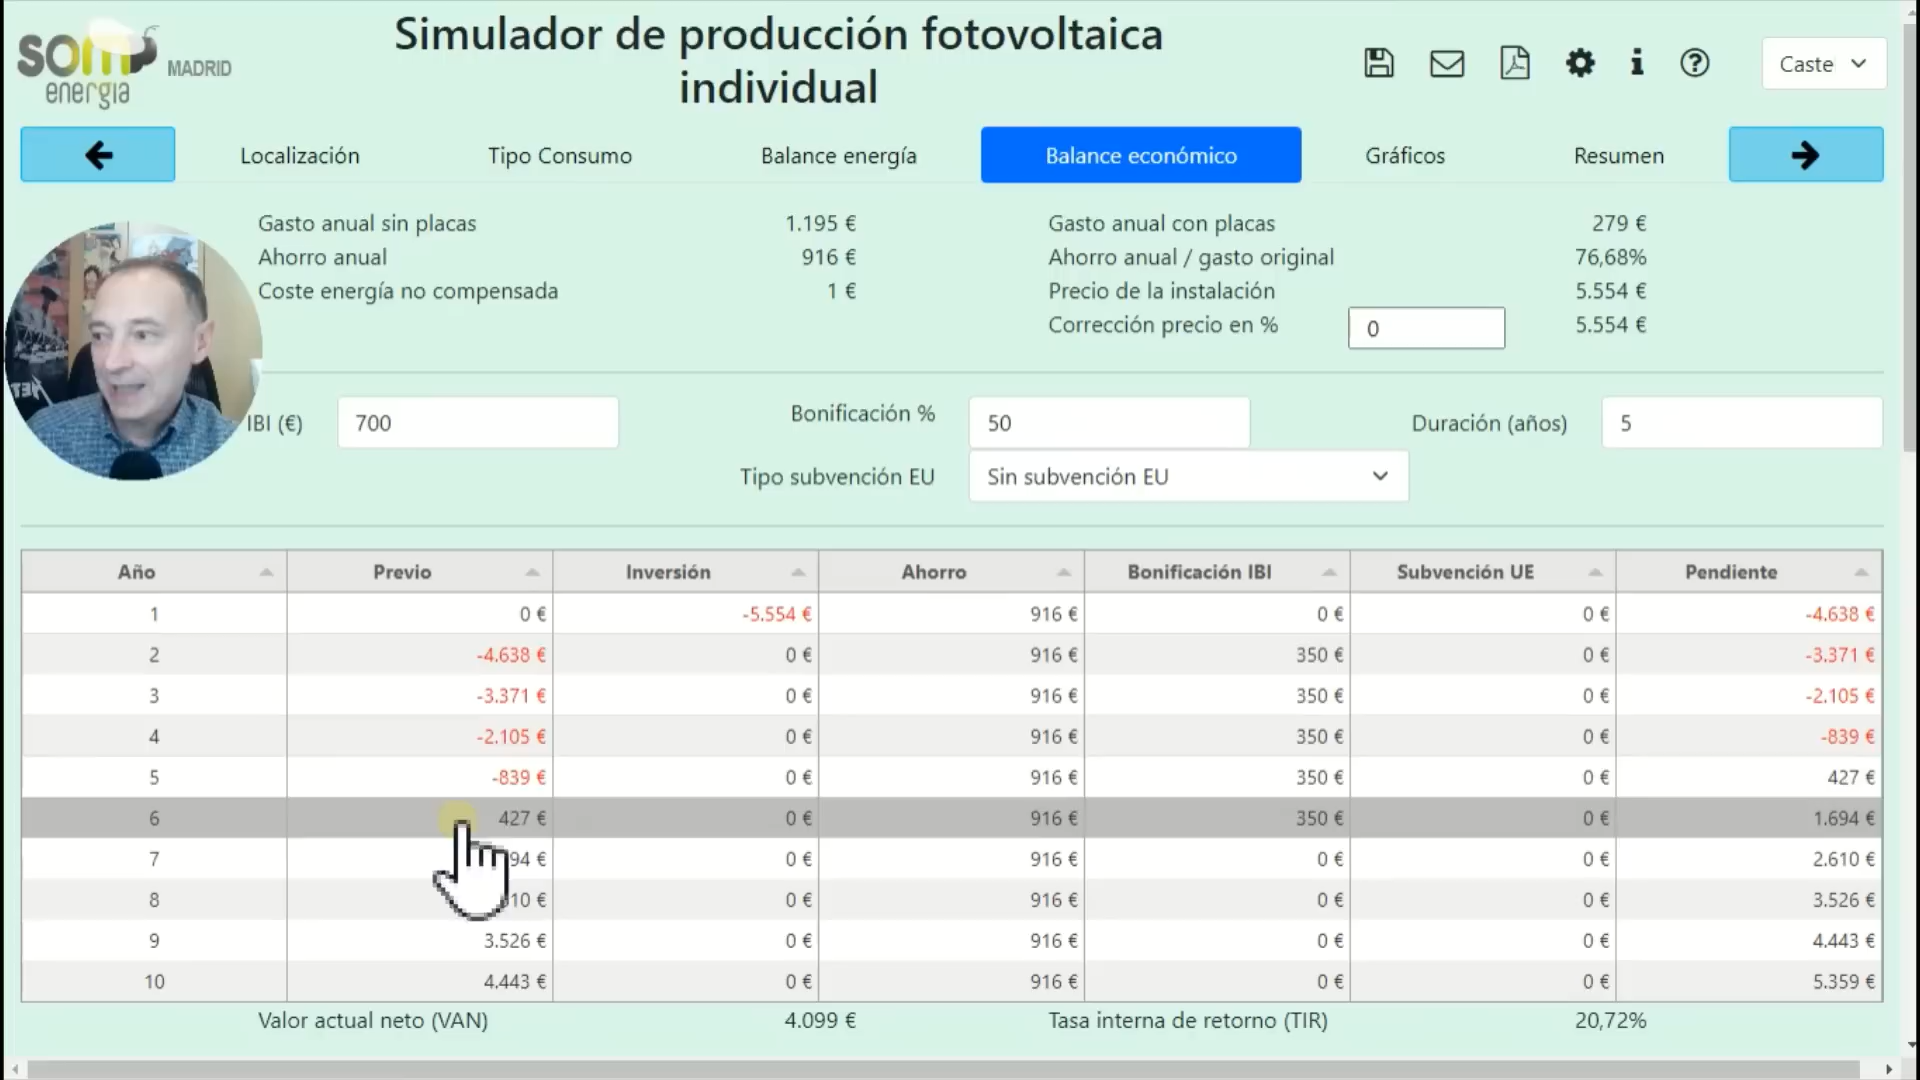 som energia MADRID
Simulador de producción fotovoltaica
individual
Caste
Localización Tipo Consumo Balance energía Balance económico Gráficos Resumen
Gasto anual sin placas 1.195 € Gasto anual con placas 279 €
Ahorro anual 916 € Ahorro anual / gasto original 76,68%
Coste energía no compensada 1 € Precio de la instalación 5.554 €
Corrección precio en % 0 5.554 €
IBI (€) 700 Bonificación % 50 Duración (años) 5
Tipo subvención EU Sin subvención EU
Año Previo Inversión Ahorro Bonificación IBI Subvención UE Pendiente
1 0 € -5.554 € 916 € 0 € 0 € -4.638 €
2 -4.638 € 0 € 916 € 350 € 0 € -3.371 €
3 -3.371 € 0 € 916 € 350 € 0 € -2.105 €
4 -2.105 € 0 € 916 € 350 € 0 € -839 €
5 -839 € 0 € 916 € 350 € 0 € 427 €
6 427 € 0 € 916 € 350 € 0 € 1.694 €
7 94 € 0 € 916 € 0 € 0 € 2.610 €
8 10 € 0 € 916 € 0 € 0 € 3.526 €
9 3.526 € 0 € 916 € 0 € 0 € 4.443 €
10 4.443 € 0 € 916 € 0 € 0 € 5.359 €
Valor actual neto (VAN) 4.099 € Tasa interna de retorno (TIR) 20,72%